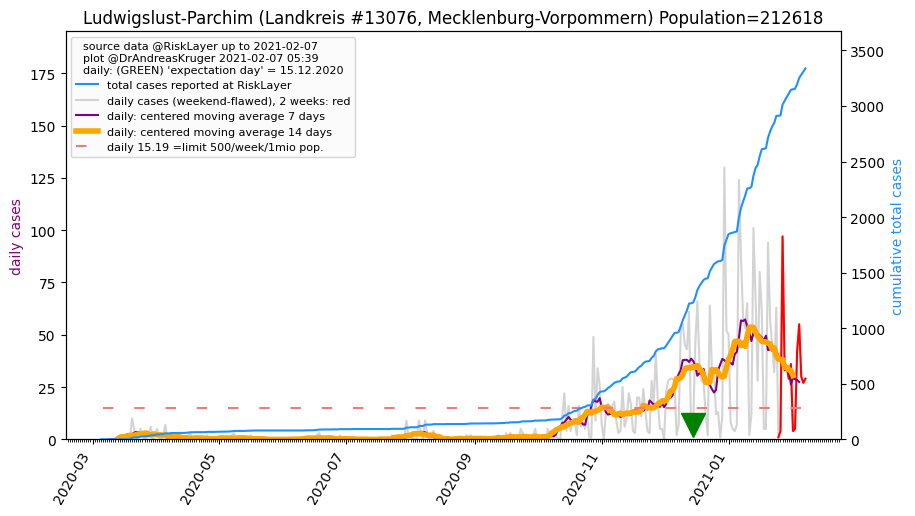 Ludwigslust-Parchim (Landkreis #13076, Mecklenburg-Vorpommern) Population=212618
source data @RiskLayer up to 2021-02-07
plot @DrAndreasKruger 2021-02-07 05:39
daily: (GREEN) 'expectation day' = 15.12.2020
total cases reported at RiskLayer
daily cases (weekend-flawed), 2 weeks: red
daily: centered moving average 7 days
daily: centered moving average 14 days
daily 15.19 =limit 500/week/1mio pop.
daily cases
175
150
125
100
75
50
25
0
cumulative total cases
3500
3000
2500
2000
1500
1000
500
0
2020-03
2020-05
2020-07
2020-09
2020-11
2021-01